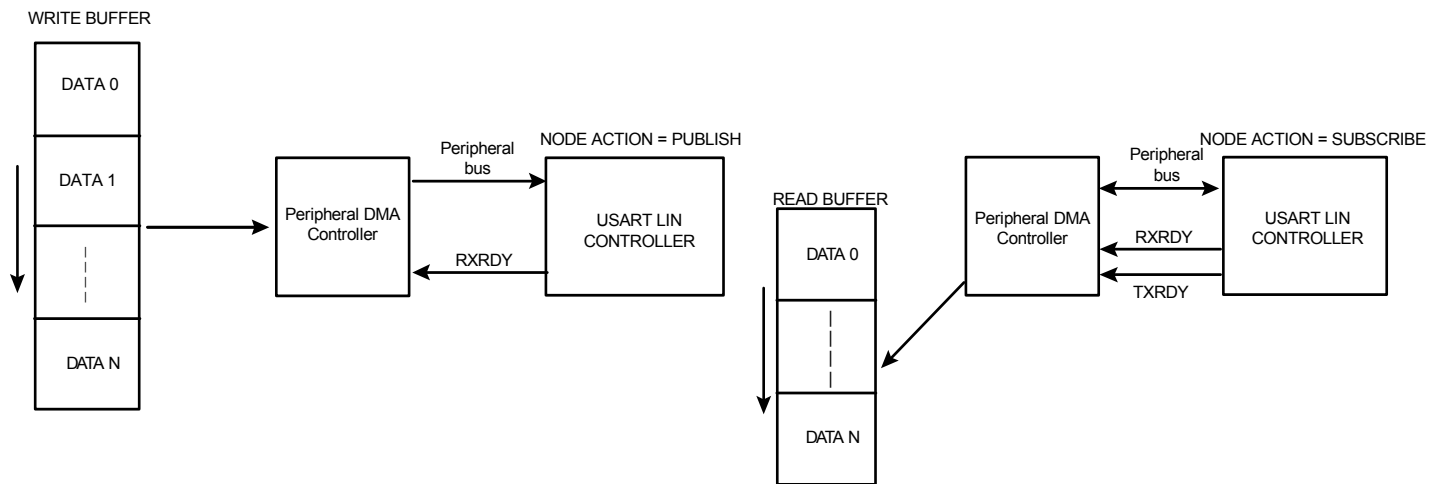 WRITE BUFFER
DATA 0
DATA 1
DATA N
Peripheral DMA
Controller
Peripheral
bus
RXRDY
NODE ACTION = PUBLISH
USART LIN
CONTROLLER
READ BUFFER
DATA 0
DATA N
Peripheral DMA
Controller
Peripheral
bus
RXRDY
TXRDY
NODE ACTION = SUBSCRIBE
USART LIN
CONTROLLER